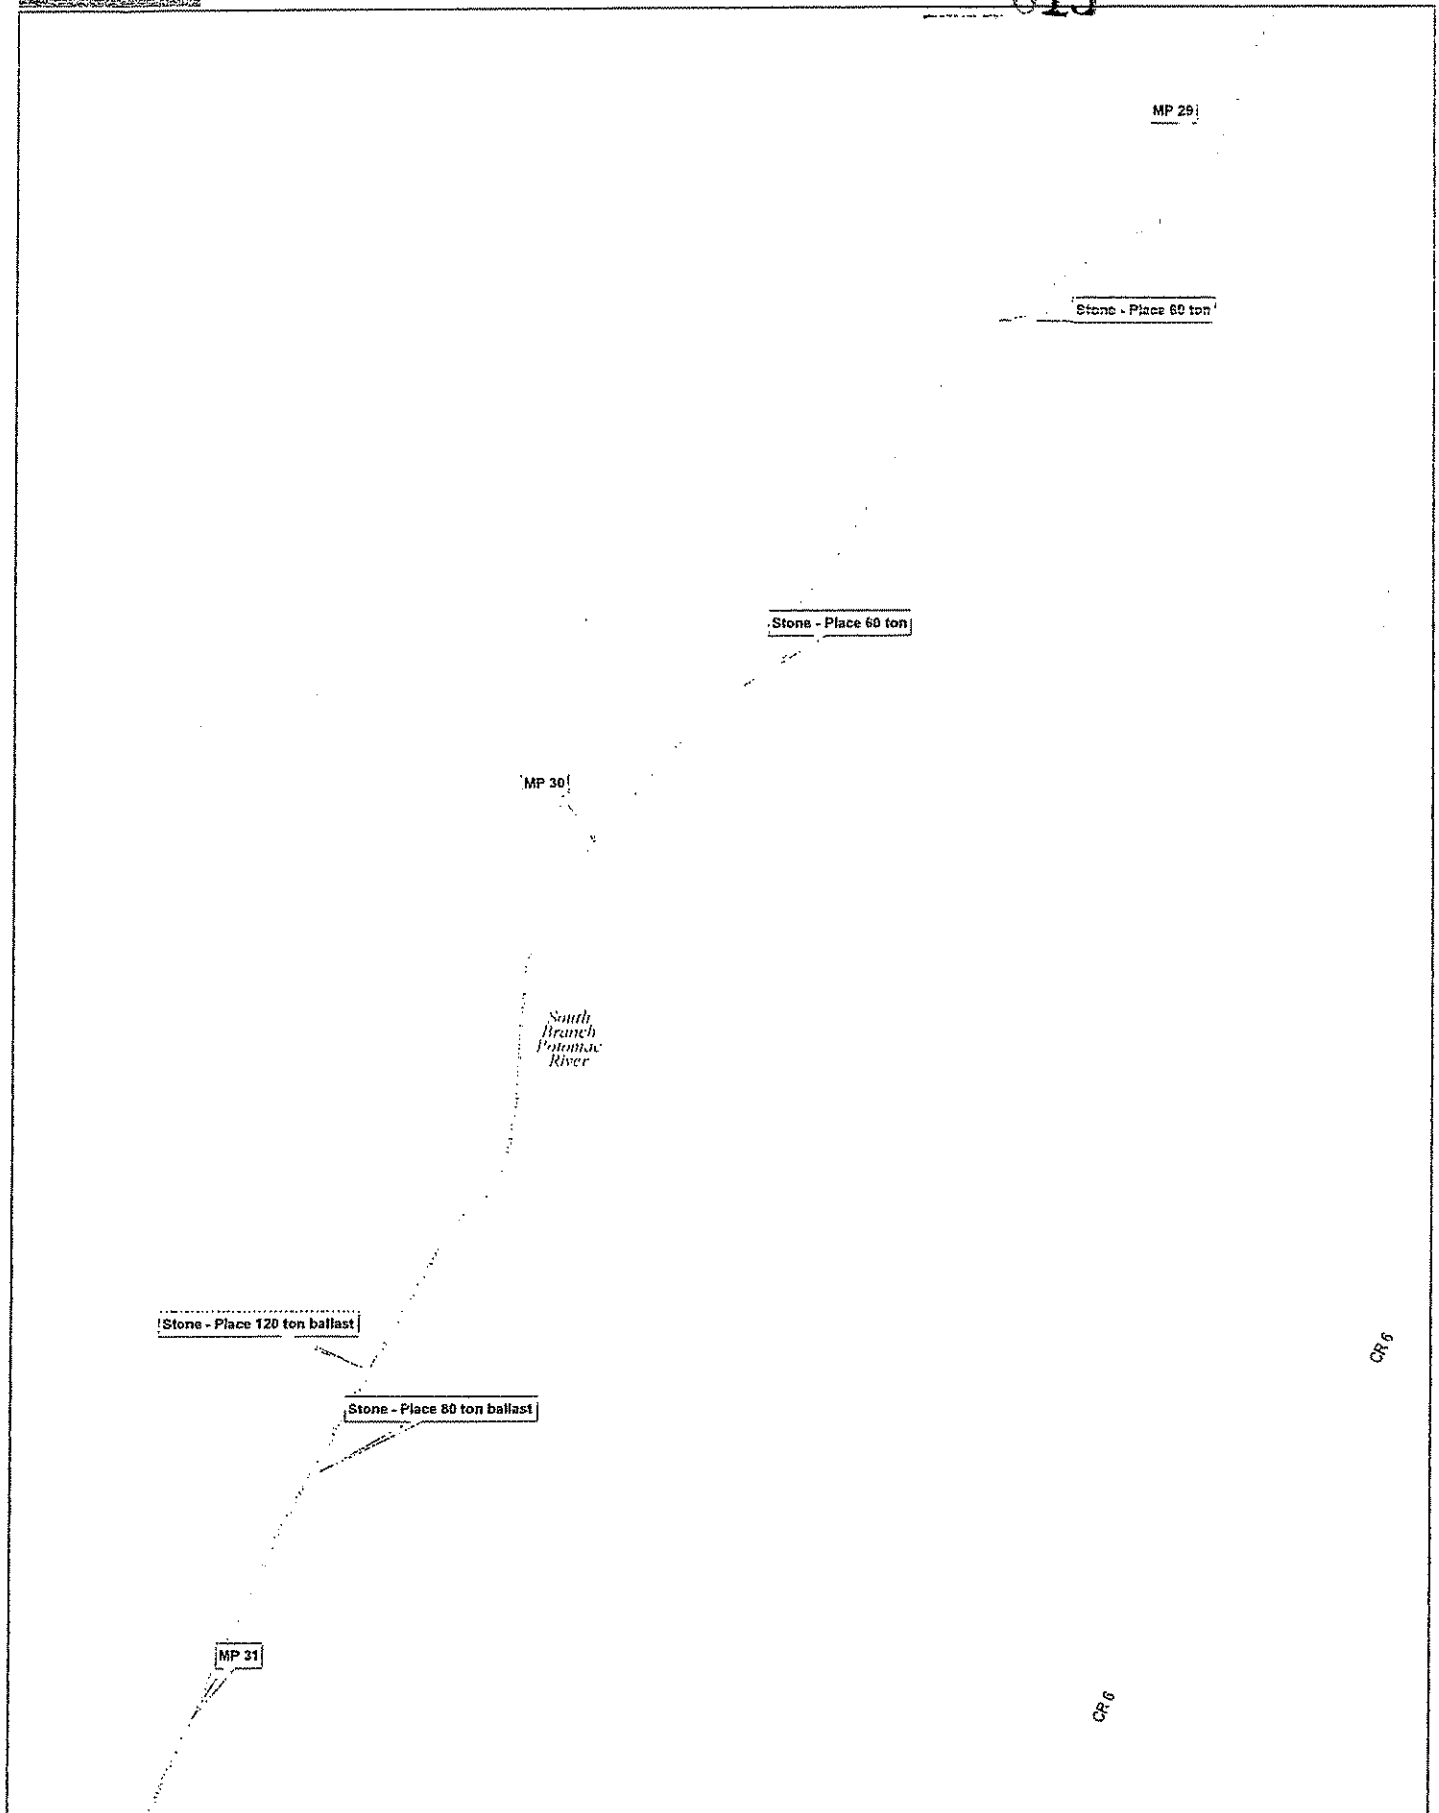 MP 29
Stone - Place 60 ton
Stone - Place 60 ton
MP 30
South
Branch
Potomac
River
Stone - Place 120 ton ballast
CR 6
Stone - Place 80 ton ballast
MP 31
CR 6